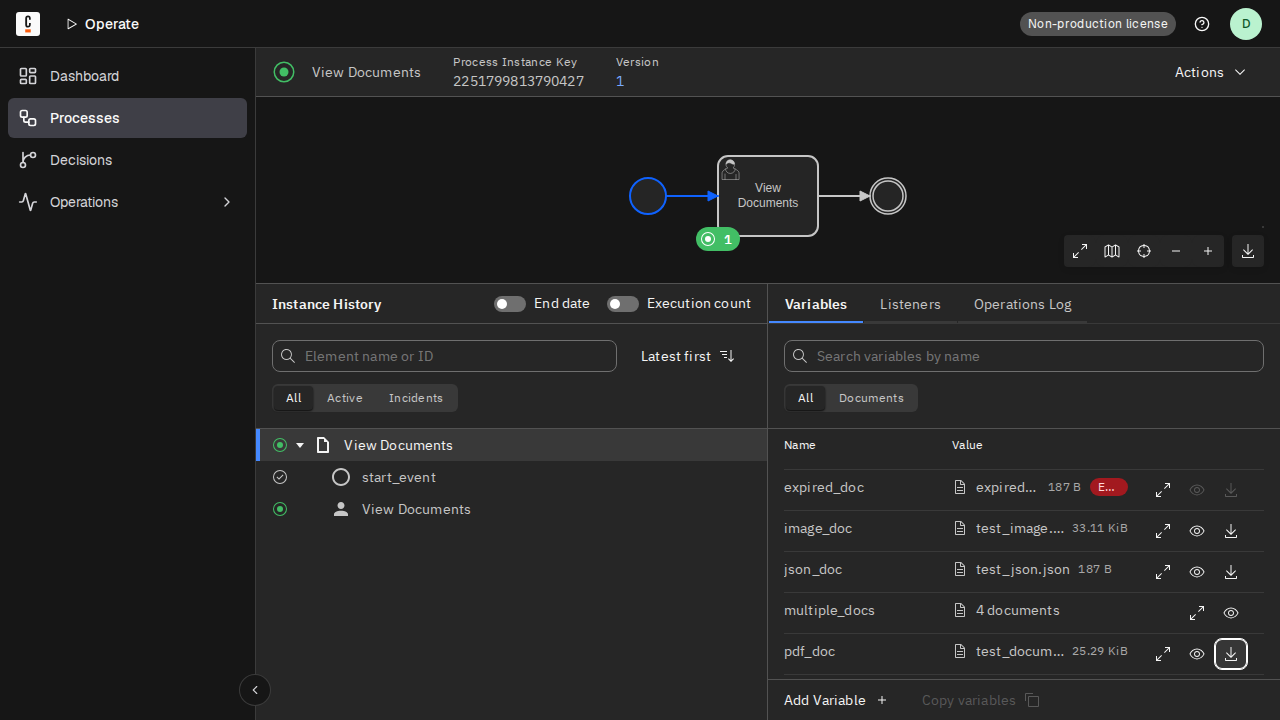 Operate
Non-production license
D
Dashboard
Processes
Decisions
Operations
View Documents
Process Instance Key
2251799813790427
Version
1
Actions
View
Documents
1
Instance History
End date
Execution count
Element name or ID
Latest first
All
Active
Incidents
View Documents
start_event
View Documents
Variables
Listeners
Operations Log
Search variables by name
All
Documents
Name
Value
expired_doc
expired...
187 B
E...
image_doc
test_image....
33.11 KiB
json_doc
test_json.json
187 B
multiple_docs
4 documents
pdf_doc
test_docum...
25.29 KiB
Add Variable
Copy variables